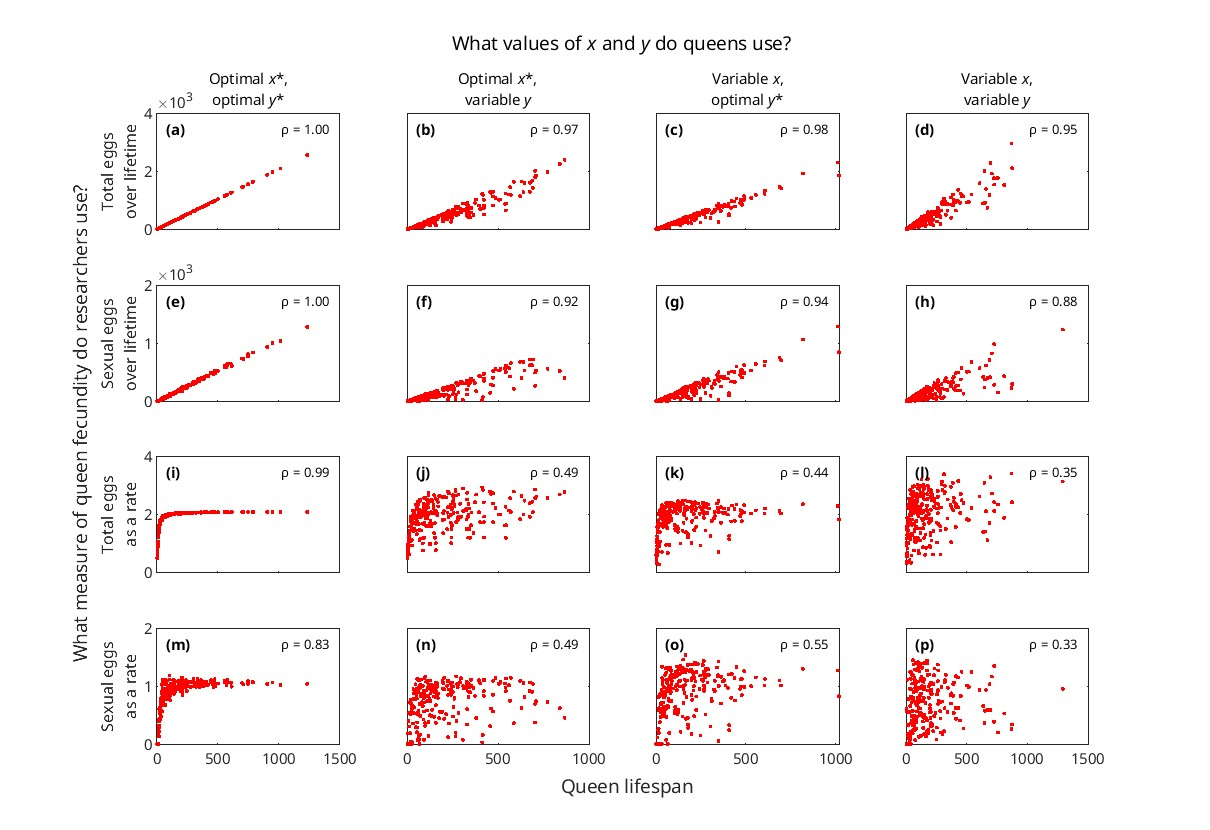 What values of x and y do queens use?
Optimal x*,
optimal y*
Optimal x*,
variable y
Variable x,
optimal y*
Variable x,
variable y
What measure of queen fecundity do researchers use?
Total eggs
over lifetime
×10³
4
2
0
(a) ρ = 1.00
(b) ρ = 0.97
(c) ρ = 0.98
(d) ρ = 0.95
Sexual eggs
over lifetime
×10³
2
1
0
(e) ρ = 1.00
(f) ρ = 0.92
(g) ρ = 0.94
(h) ρ = 0.88
Total eggs
as a rate
4
2
0
(i) ρ = 0.99
(j) ρ = 0.49
(k) ρ = 0.44
(l) ρ = 0.35
Sexual eggs
as a rate
2
1
0
(m) ρ = 0.83
(n) ρ = 0.49
(o) ρ = 0.55
(p) ρ = 0.33
0 500 1000 1500
0 500 1000
0 500 1000
0 500 1000 1500
Queen lifespan